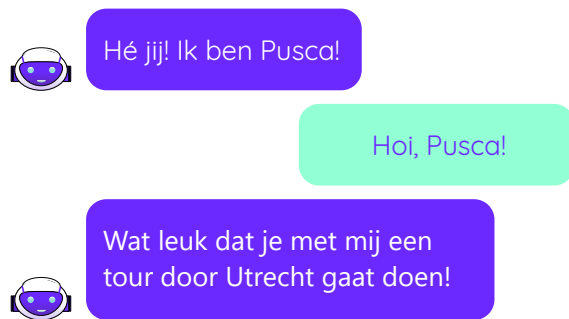 Hé jij! Ik ben Pusca!
Hoi, Pusca!
Wat leuk dat je met mij een
tour door Utrecht gaat doen!